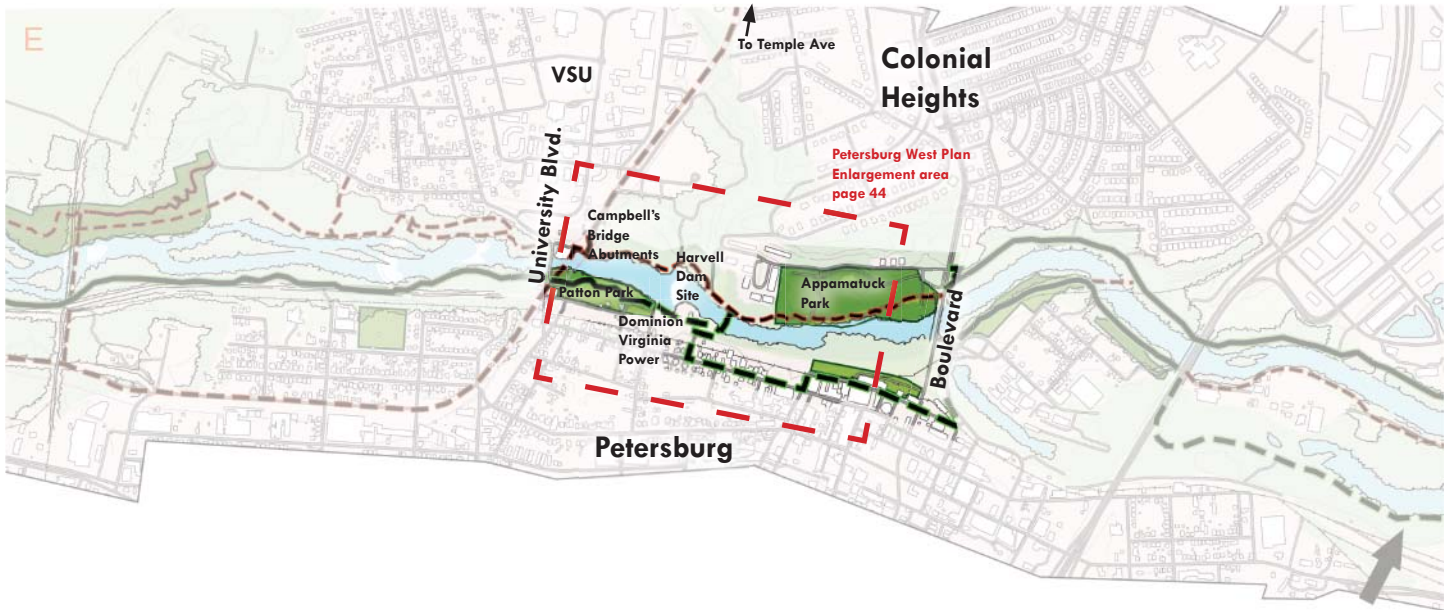 E
To Temple Ave
VSU
Colonial
Heights
University Blvd.
Petersburg West Plan
Enlargement area
page 44
Campbell's
Bridge
Abutments
Harvell
Dam
Site
Patton Park
Appamatuck
Park
Dominion
Virginia
Power
Boulevard
Petersburg